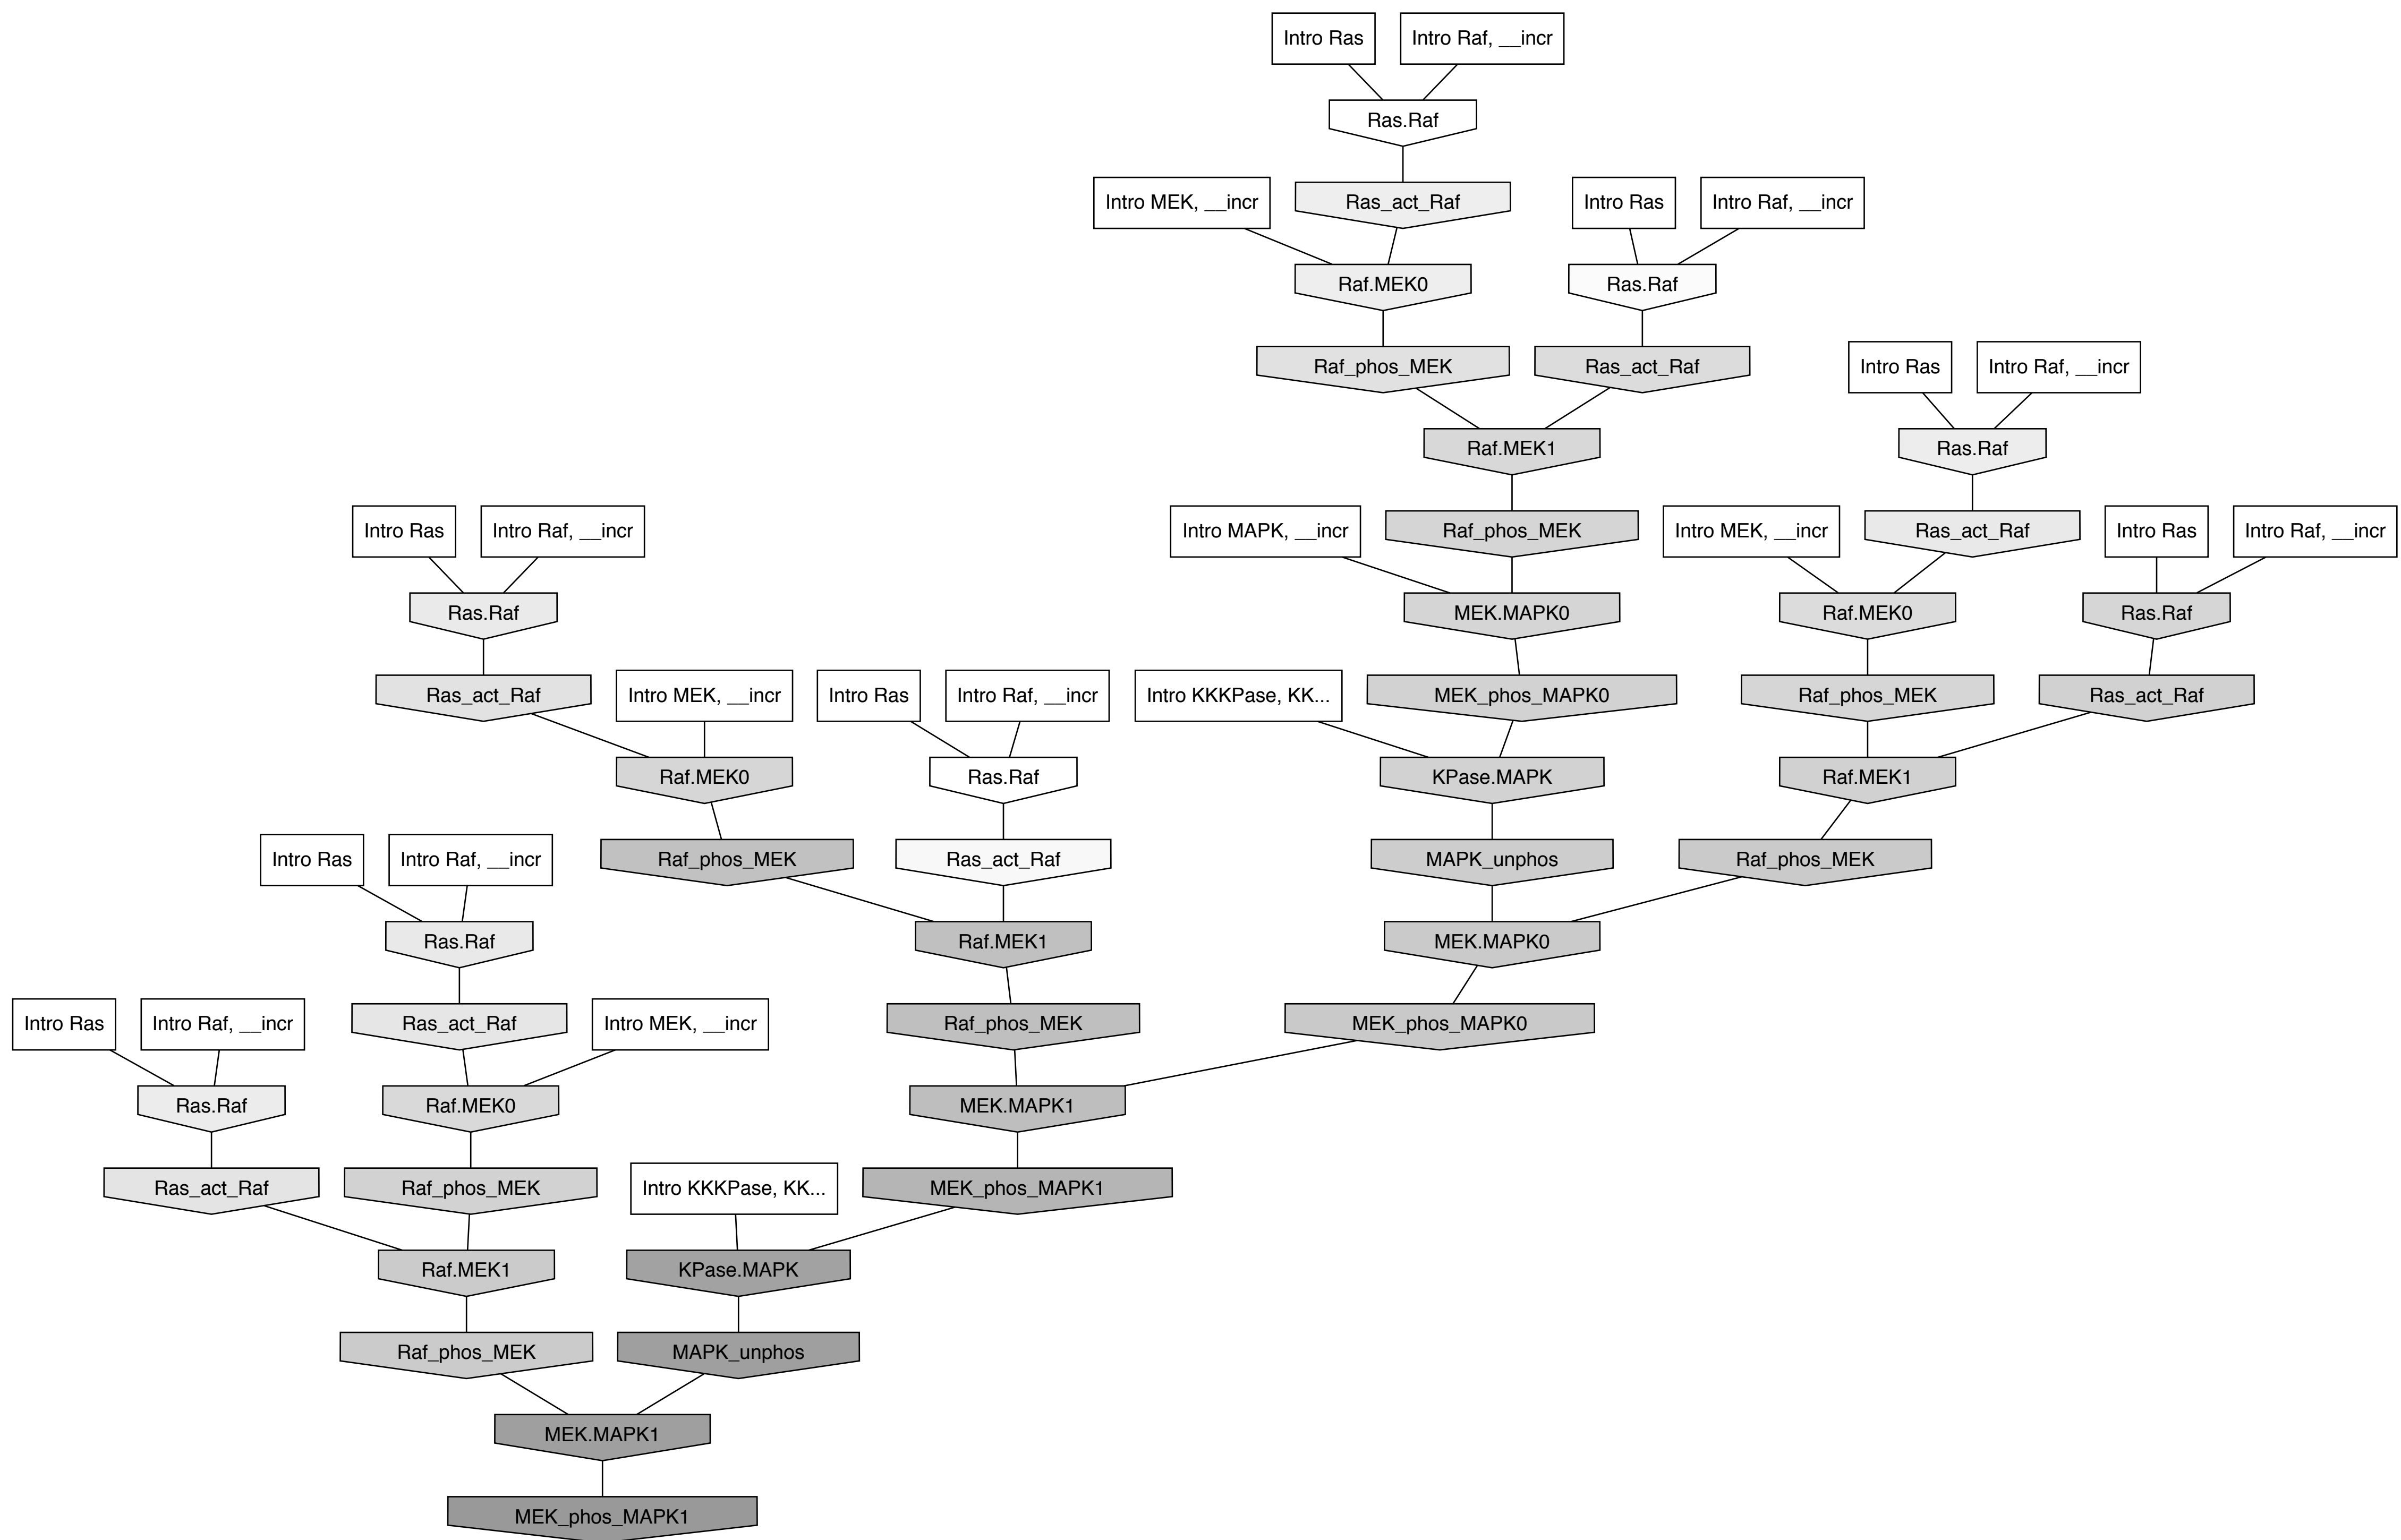 Intro Ras
Intro Raf, __incr
Ras.Raf
Intro MEK, __incr
Ras_act_Raf
Intro Ras
Intro Raf, __incr
Raf.MEK0
Ras.Raf
Raf_phos_MEK
Ras_act_Raf
Intro Ras
Intro Raf, __incr
Raf.MEK1
Ras.Raf
Intro Ras
Intro Raf, __incr
Intro MAPK, __incr
Raf_phos_MEK
Intro MEK, __incr
Ras_act_Raf
Intro Ras
Intro Raf, __incr
Ras.Raf
MEK.MAPK0
Raf.MEK0
Ras.Raf
Ras_act_Raf
Intro MEK, __incr
Intro Ras
Intro Raf, __incr
Intro KKKPase, KK...
MEK_phos_MAPK0
Raf_phos_MEK
Ras_act_Raf
Raf.MEK0
Ras.Raf
KPase.MAPK
Raf.MEK1
Intro Ras
Intro Raf, __incr
Raf_phos_MEK
Ras_act_Raf
MAPK_unphos
Raf_phos_MEK
Ras.Raf
Raf.MEK1
MEK.MAPK0
Intro Ras
Intro Raf, __incr
Ras_act_Raf
Intro MEK, __incr
Raf_phos_MEK
MEK_phos_MAPK0
Ras.Raf
Raf.MEK0
MEK.MAPK1
Ras_act_Raf
Raf_phos_MEK
Intro KKKPase, KK...
MEK_phos_MAPK1
Raf.MEK1
KPase.MAPK
Raf_phos_MEK
MAPK_unphos
MEK.MAPK1
MEK_phos_MAPK1